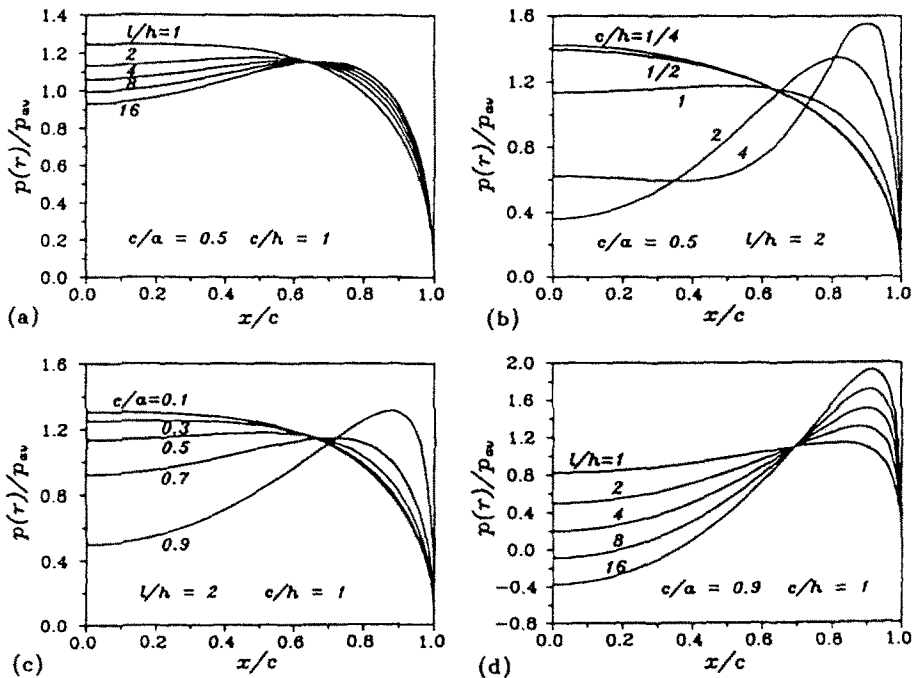 1.4
1.2
1.0
0.8
0.6
0.4
0.2
0.0
p(r)/p_av
l/h=1
2
4
8
16
c/a = 0.5 c/h = 1
0.0 0.2 0.4 0.6 0.8 1.0
x/c
(a)
1.6
1.2
0.8
0.4
0.0
p(r)/p_av
c/h=1/4
1/2
1
2
4
c/a = 0.5 l/h = 2
0.0 0.2 0.4 0.6 0.8 1.0
x/c
(b)
1.6
1.2
0.8
0.4
0.0
p(r)/p_av
c/a=0.1
0.3
0.5
0.7
0.9
l/h = 2 c/h = 1
0.0 0.2 0.4 0.6 0.8 1.0
x/c
(c)
2.0
1.6
1.2
0.8
0.4
0.0
−0.4
−0.8
p(r)/p_av
l/h=1
2
4
8
16
c/a = 0.9 c/h = 1
0.0 0.2 0.4 0.6 0.8 1.0
x/c
(d)